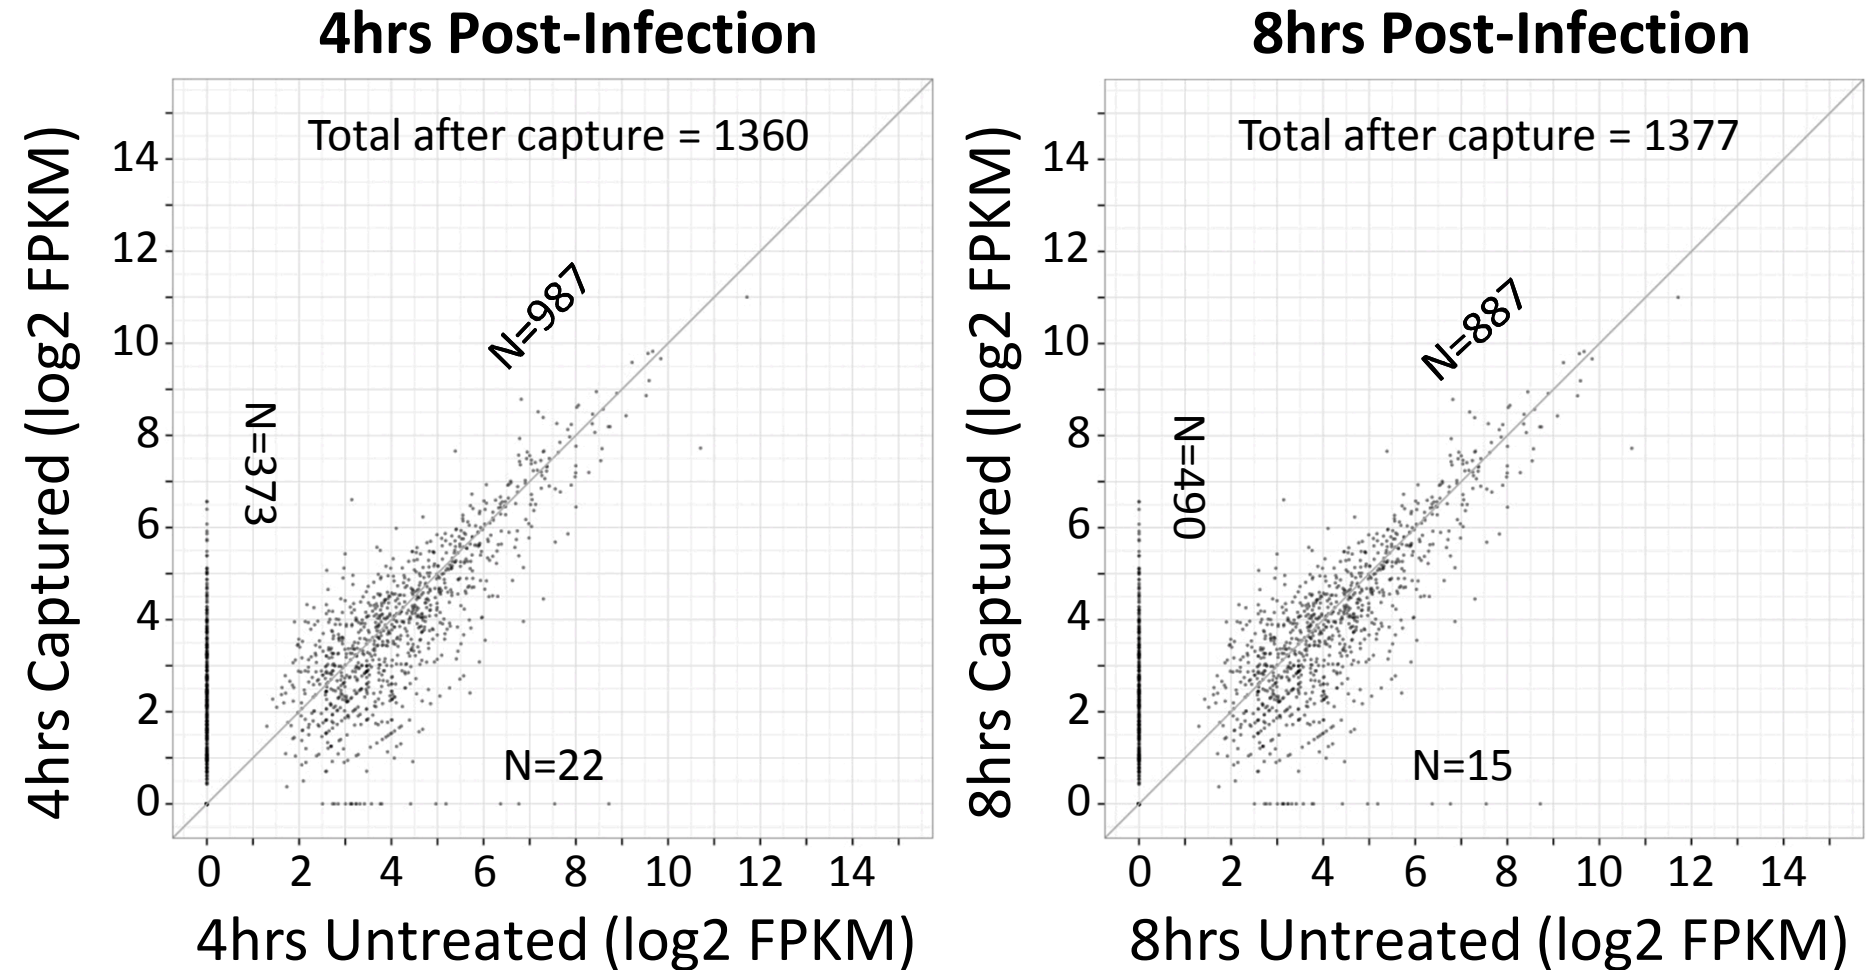 4hrs Post-Infection
4hrs Captured (log2 FPKM)
Total after capture = 1360
N=987
N=373
N=22
14
12
10
8
6
4
2
0
0 2 4 6 8 10 12 14
4hrs Untreated (log2 FPKM)
8hrs Post-Infection
8hrs Captured (log2 FPKM)
Total after capture = 1377
N=887
N=490
N=15
14
12
10
8
6
4
2
0
0 2 4 6 8 10 12 14
8hrs Untreated (log2 FPKM)